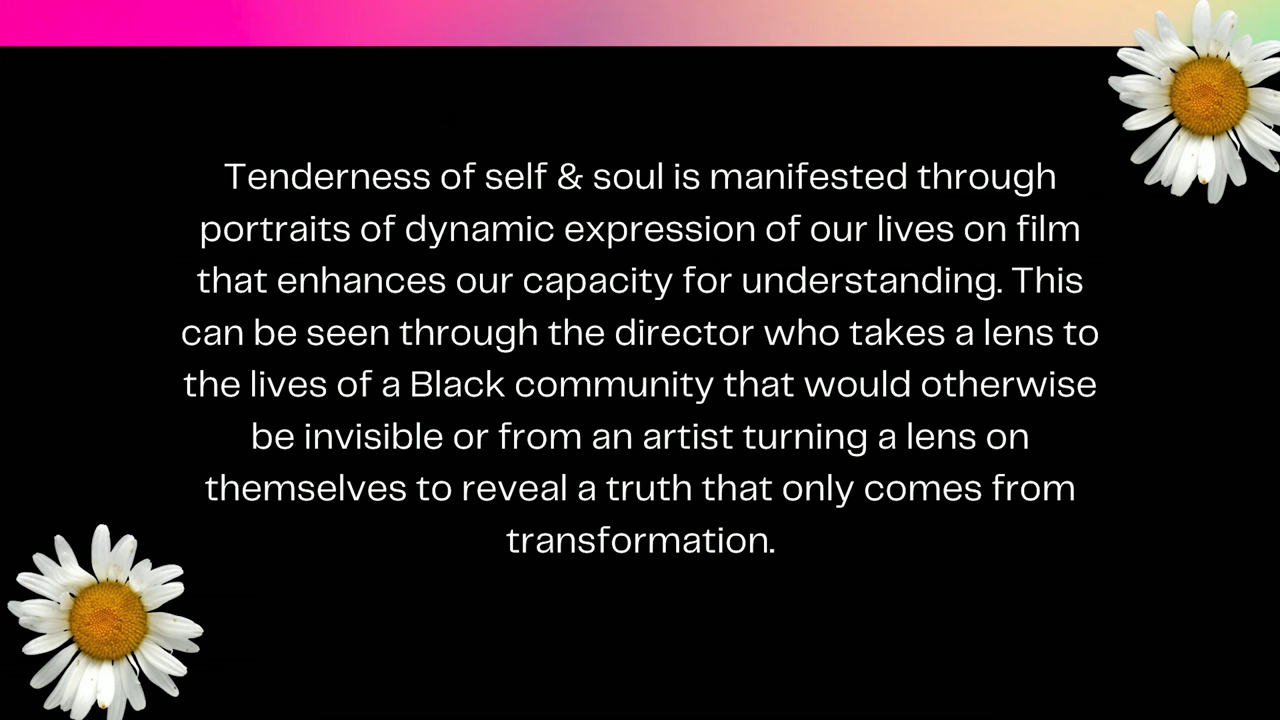 Tenderness of self & soul is manifested through
portraits of dynamic expression of our lives on film
that enhances our capacity for understanding. This
can be seen through the director who takes a lens to
the lives of a Black community that would otherwise
be invisible or from an artist turning a lens on
themselves to reveal a truth that only comes from
transformation.